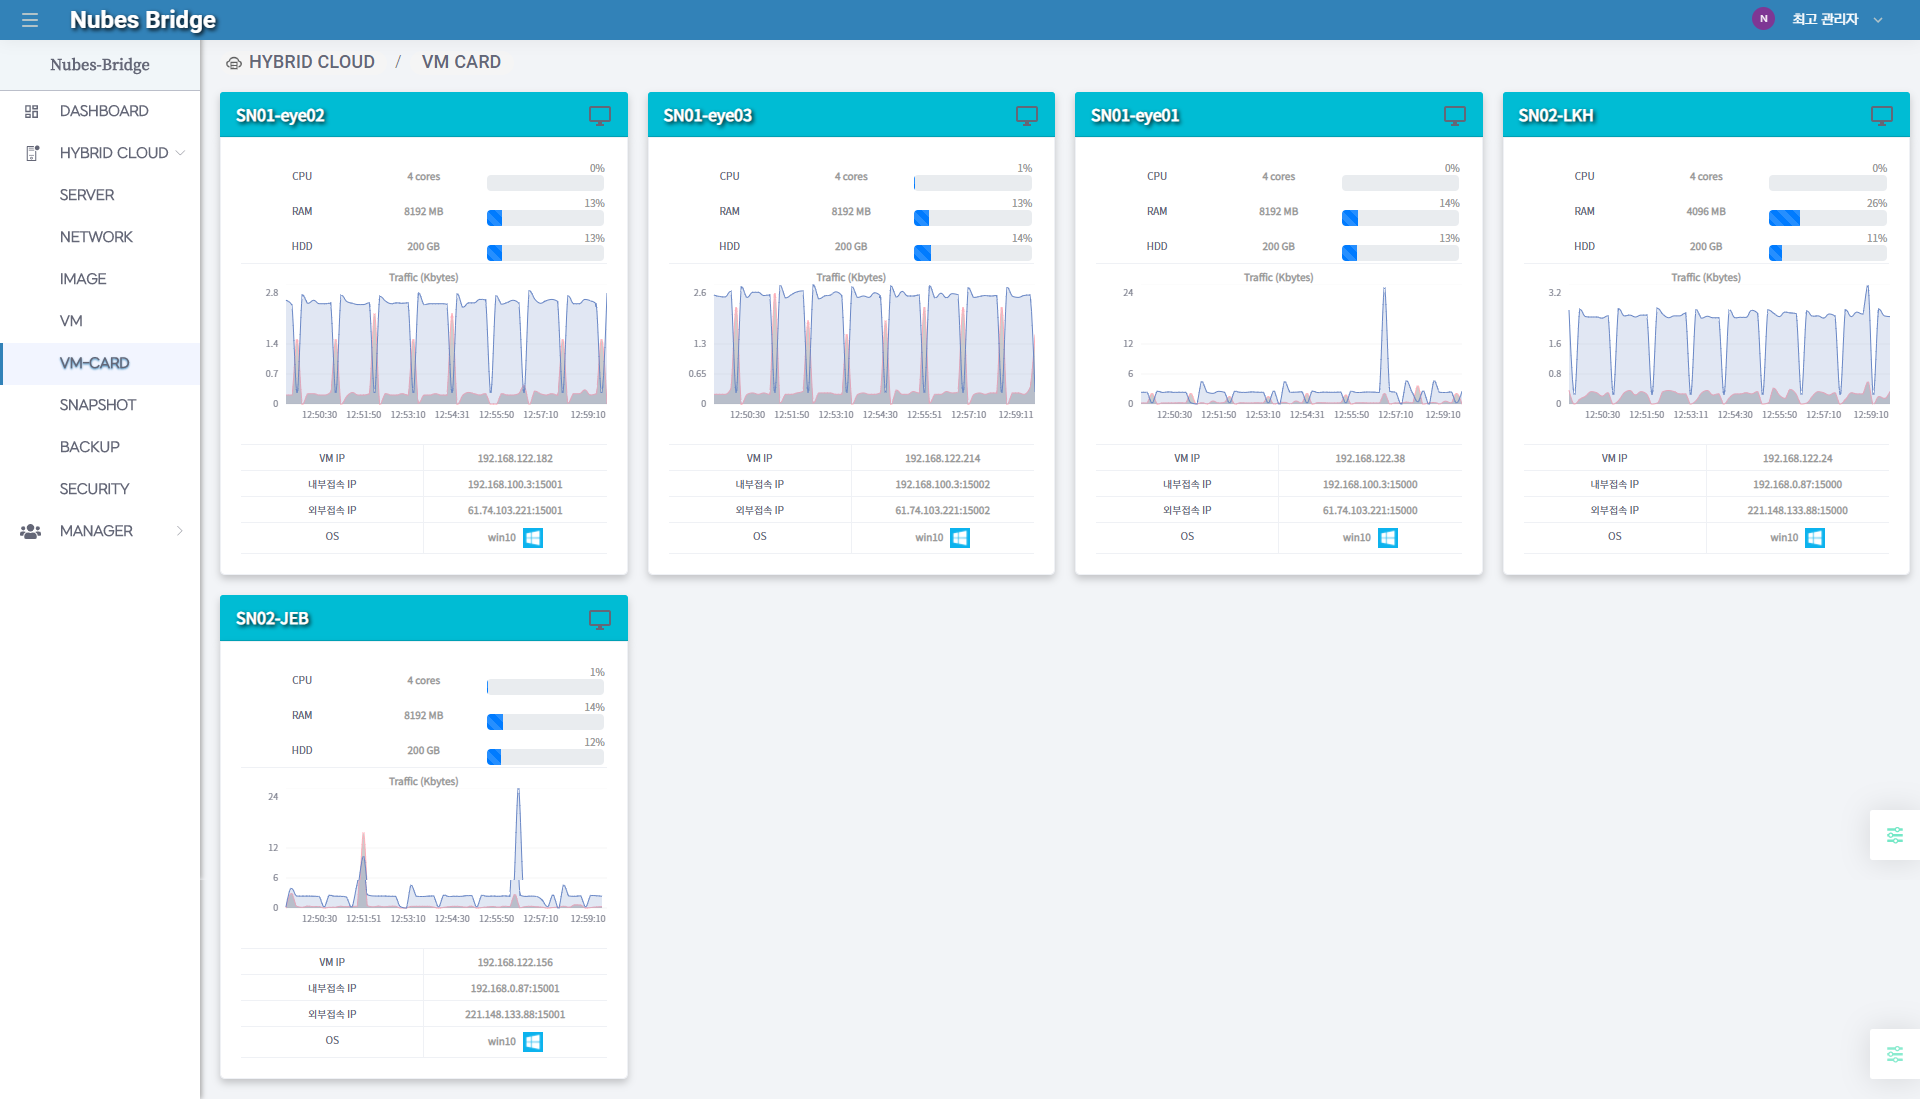 Nubes Bridge
N 최고 관리자
Nubes-Bridge
DASHBOARD
HYBRID CLOUD
SERVER
NETWORK
IMAGE
VM
VM-CARD
SNAPSHOT
BACKUP
SECURITY
MANAGER
HYBRID CLOUD / VM CARD
SN01-eye02
CPU 4 cores 0%
RAM 8192 MB 13%
HDD 200 GB 13%
Traffic (Kbytes)
2.8
1.4
0.7
0
12:50:30 12:51:50 12:53:10 12:54:31 12:55:50 12:57:10 12:59:10
VM IP 192.168.122.182
내부접속 IP 192.168.100.3:15001
외부접속 IP 61.74.103.221:15001
OS win10
SN01-eye03
CPU 4 cores 1%
RAM 8192 MB 13%
HDD 200 GB 14%
Traffic (Kbytes)
2.6
1.3
0.65
0
12:50:30 12:51:50 12:53:10 12:54:30 12:55:51 12:57:10 12:59:11
VM IP 192.168.122.214
내부접속 IP 192.168.100.3:15002
외부접속 IP 61.74.103.221:15002
OS win10
SN01-eye01
CPU 4 cores 0%
RAM 8192 MB 14%
HDD 200 GB 13%
Traffic (Kbytes)
24
12
6
0
12:50:30 12:51:50 12:53:10 12:54:31 12:55:50 12:57:10 12:59:10
VM IP 192.168.122.38
내부접속 IP 192.168.100.3:15000
외부접속 IP 61.74.103.221:15000
OS win10
SN02-LKH
CPU 4 cores 0%
RAM 4096 MB 26%
HDD 200 GB 11%
Traffic (Kbytes)
3.2
1.6
0.8
0
12:50:30 12:51:50 12:53:11 12:54:30 12:55:50 12:57:10 12:59:10
VM IP 192.168.122.24
내부접속 IP 192.168.0.87:15000
외부접속 IP 221.148.133.88:15000
OS win10
SN02-JEB
CPU 4 cores 1%
RAM 8192 MB 14%
HDD 200 GB 12%
Traffic (Kbytes)
24
12
6
0
12:50:30 12:51:51 12:53:10 12:54:30 12:55:50 12:57:10 12:59:10
VM IP 192.168.122.156
내부접속 IP 192.168.0.87:15001
외부접속 IP 221.148.133.88:15001
OS win10